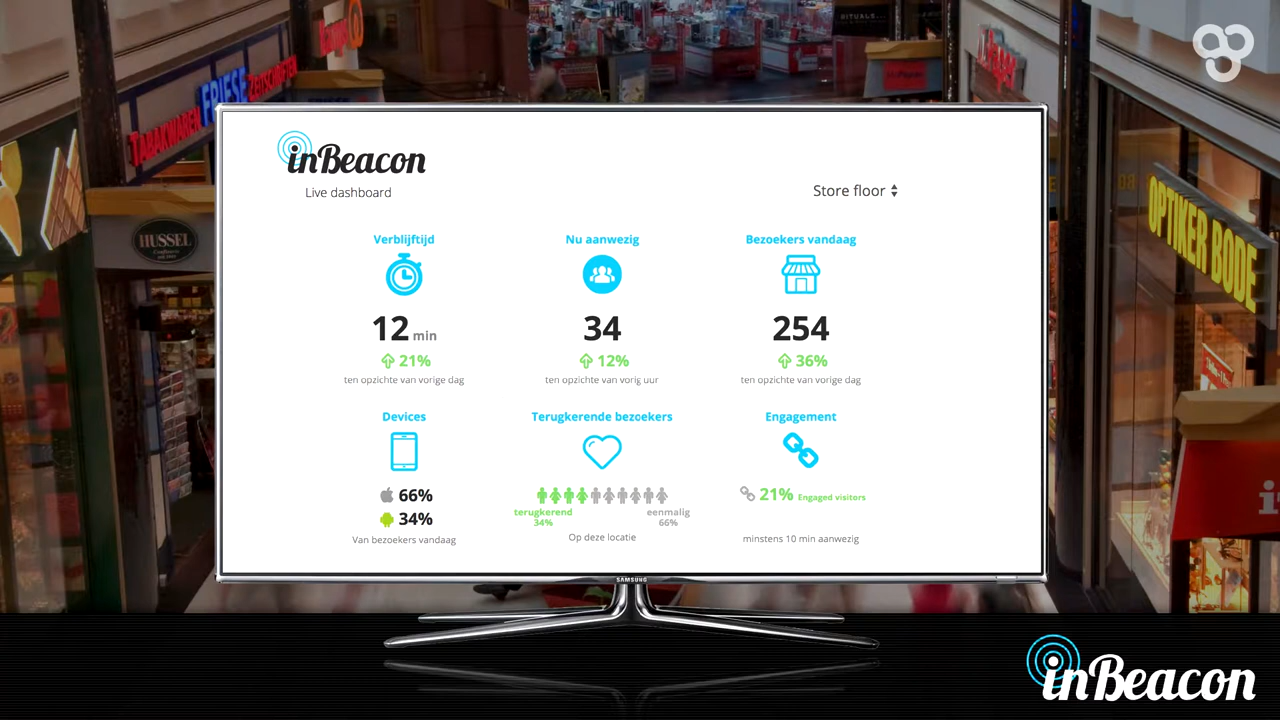 RITUALS...
TABAKWAREN FRIESE ZEITSCHRIFTEN
HUSSEL
OPTIKER BODE
inBeacon
Live dashboard
Store floor
Verblijftijd
Nu aanwezig
Bezoekers vandaag
12 min
34
254
21%
12%
36%
ten opzichte van vorige dag
ten opzichte van vorig uur
ten opzichte van vorige dag
Devices
Terugkerende bezoekers
Engagement
66%
34%
Van bezoekers vandaag
terugkerend
34%
eenmalig
66%
Op deze locatie
21% Engaged visitors
minstens 10 min aanwezig
SAMSUNG
i
inBeacon